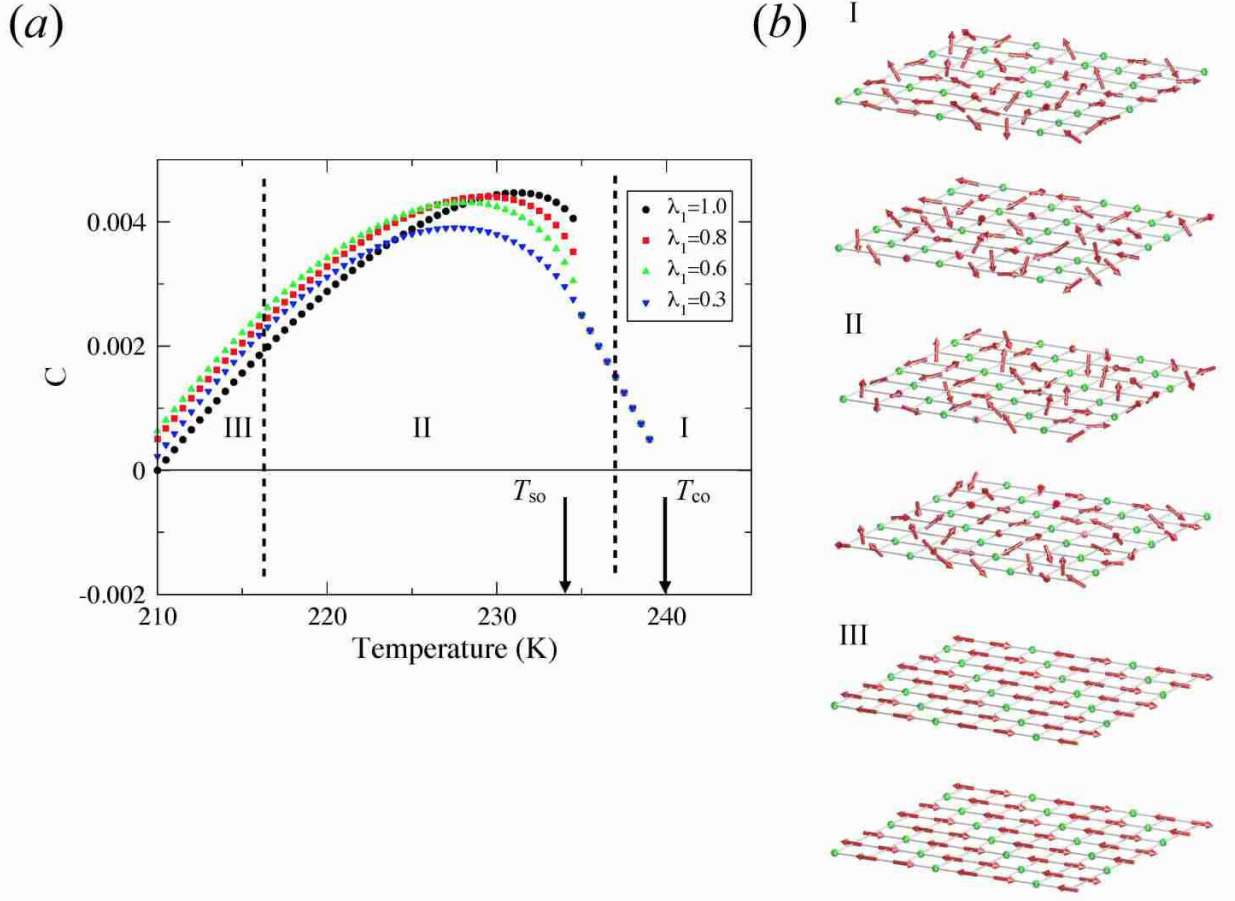 (a)
(b)
I
II
III
0.004
0.002
0
-0.002
C
210
220
230
240
Temperature (K)
λ1=1.0
λ1=0.8
λ1=0.6
λ1=0.3
III
II
I
Tso
Tco